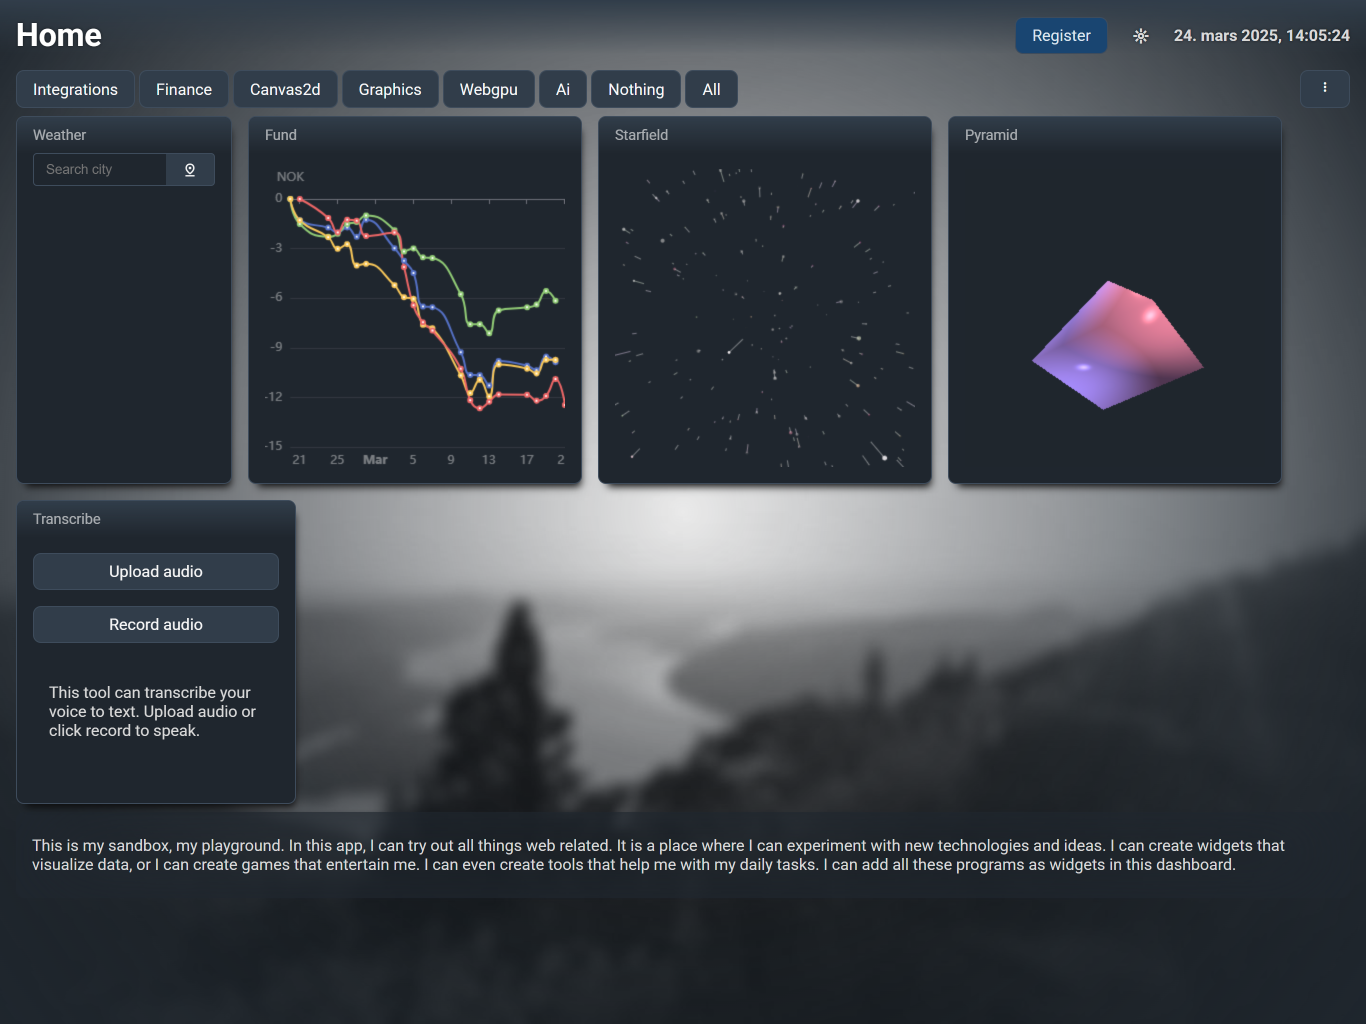 Home
Register
24. mars 2025, 14:05:24
Integrations
Finance
Canvas2d
Graphics
Webgpu
Ai
Nothing
All
Weather
Search city
Fund
NOK
0
-3
-6
-9
-12
-15
21 25 Mar 5 9 13 17 2
Starfield
Pyramid
Transcribe
Upload audio
Record audio
This tool can transcribe your
voice to text. Upload audio or
click record to speak.
This is my sandbox, my playground. In this app, I can try out all things web related. It is a place where I can experiment with new technologies and ideas. I can create widgets that
visualize data, or I can create games that entertain me. I can even create tools that help me with my daily tasks. I can add all these programs as widgets in this dashboard.